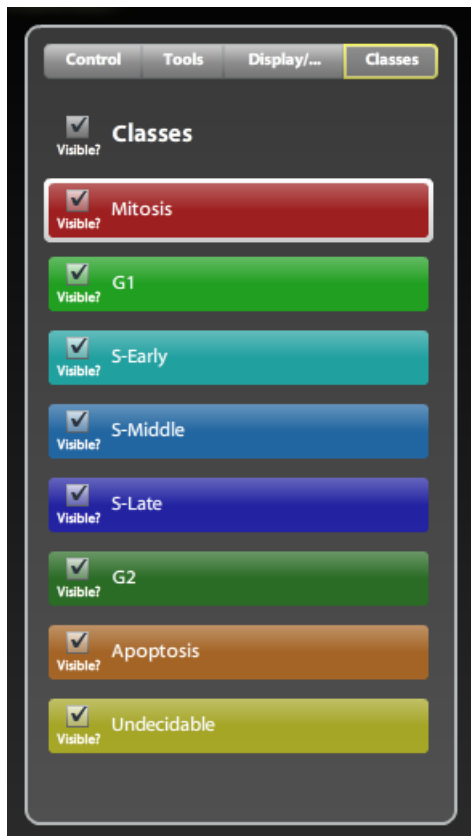 Control Tools Display/... Classes
Visible? Classes
Visible? Mitosis
Visible? G1
Visible? S-Early
Visible? S-Middle
Visible? S-Late
Visible? G2
Visible? Apoptosis
Visible? Undecidable